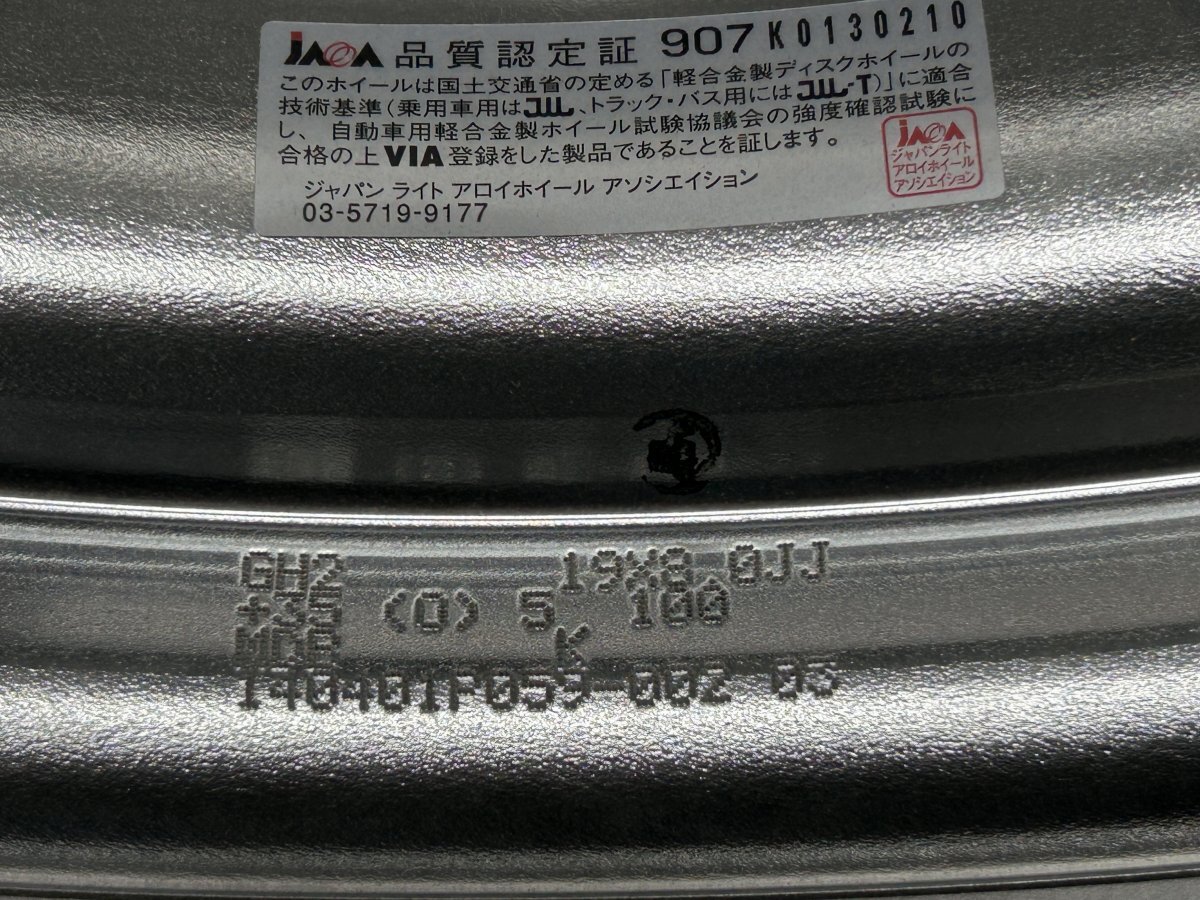 JAWA 品質認定証 907 K0130210
このホイールは国土交通省の定める「軽合金製ディスクホイールの
技術基準(乗用車用はJWL、トラック・バス用にはJWL-T)」に適合
し、自動車用軽合金製ホイール試験協議会の強度確認試験に
合格の上VIA登録をした製品であることを証します。
ジャパン ライト アロイホイール アソシエイション
03-5719-9177
JAWA
ジャパンライト
アロイホイール
アソシエイション
GH2 19X8.0JJ
+35 (O) 5 100
K
140401F059-002 03